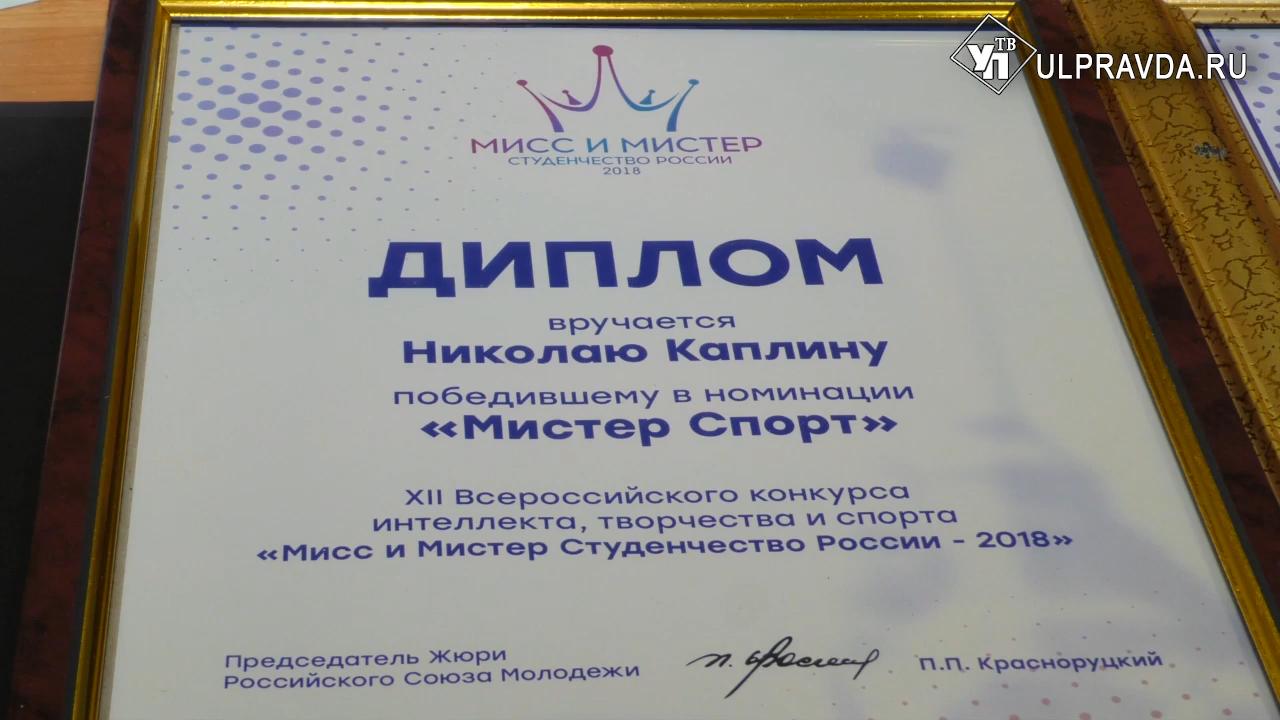 УП ТВ ULPRAVDA.RU
МИСС И МИСТЕР
СТУДЕНЧЕСТВО РОССИИ
2018
ДИПЛОМ
вручается
Николаю Каплину
победившему в номинации
«Мистер Спорт»
XII Всероссийского конкурса
интеллекта, творчества и спорта
«Мисс и Мистер Студенчество России - 2018»
Председатель Жюри
Российского Союза Молодежи
П.П. Красноруцкий